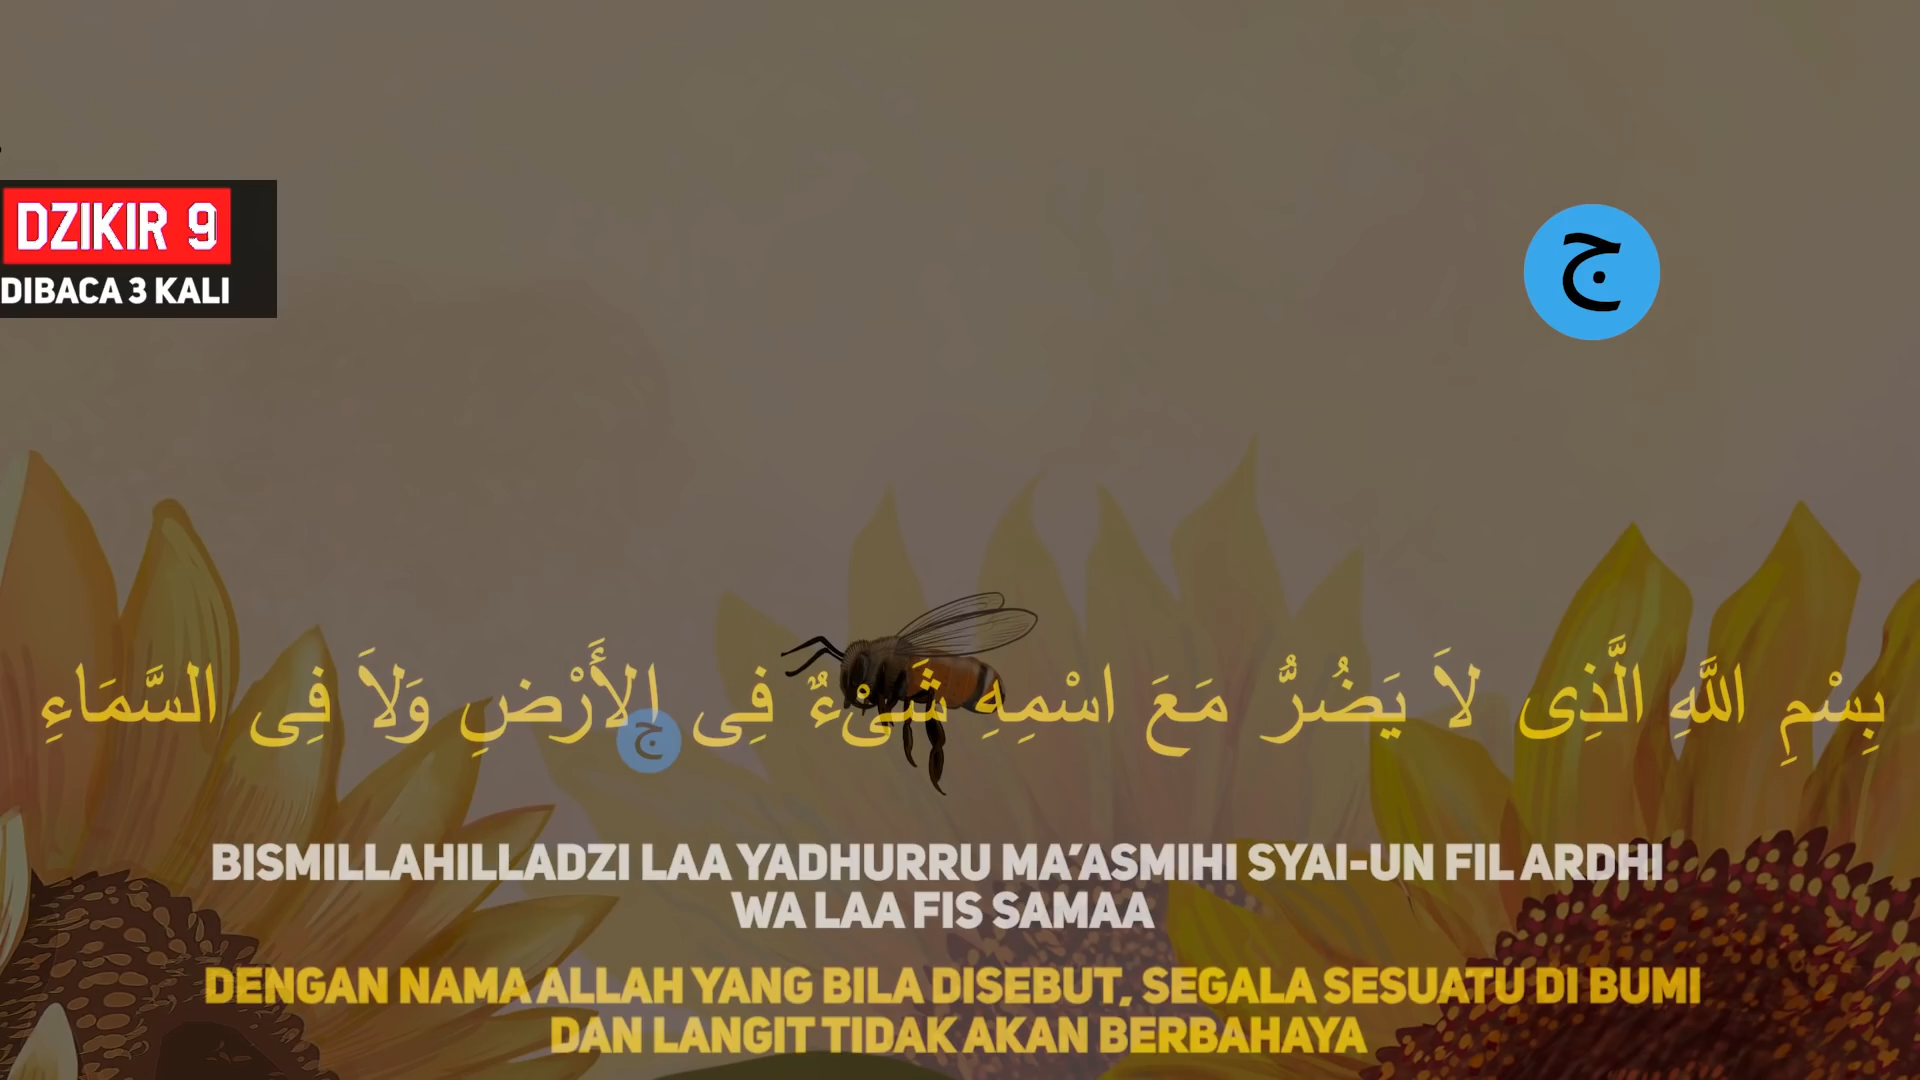 DZIKIR 9
DIBACA 3 KALI
ج
بِسْمِ اللَّهِ الَّذِى لاَ يَضُرُّ مَعَ اسْمِهِ شَىْءٌ فِى الأَرْضِ وَلاَ فِى السَّمَاءِ
ج
BISMILLAHILLADZI LAA YADHURRU MA’ASMIHI SYAI-UN FIL ARDHI
WA LAA FIS SAMAA
DENGAN NAMA ALLAH YANG BILA DISEBUT, SEGALA SESUATU DI BUMI
DAN LANGIT TIDAK AKAN BERBAHAYA